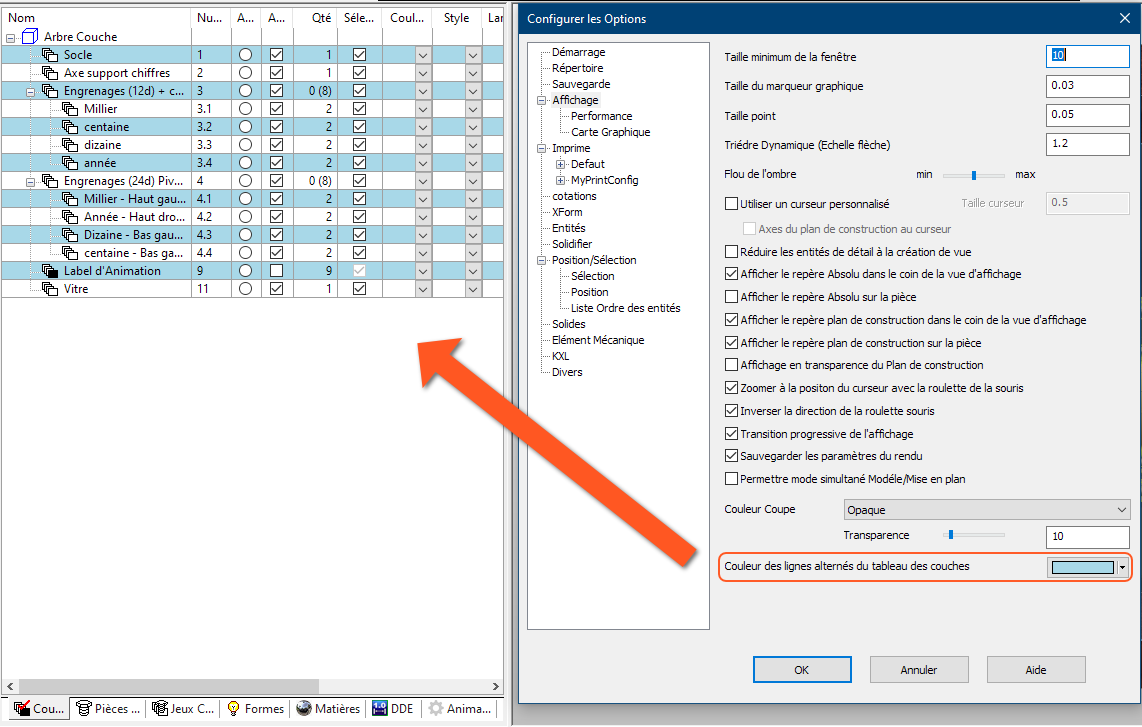 Nom Nu... A... A... Qté Séle... Coul... Style Lar
Arbre Couche
Socle 1 1
Axe support chiffres 2 1
Engrenages (12d) + c... 3 0 (8)
Millier 3.1 2
centaine 3.2 2
dizaine 3.3 2
année 3.4 2
Engrenages (24d) Piv... 4 0 (8)
Millier - Haut gau... 4.1 2
Année - Haut dro... 4.2 2
Dizaine - Bas gau... 4.3 2
centaine - Bas ga... 4.4 2
Label d'Animation 9 9
Vitre 11 1
Cou... Pièces ... Jeux C... Formes Matières 1.0 DDE Anima...
Configurer les Options
Démarrage
Répertoire
Sauvegarde
Affichage
Performance
Carte Graphique
Imprime
Defaut
MyPrintConfig
cotations
XForm
Entités
Solidifier
Position/Sélection
Sélection
Position
Liste Ordre des entités
Solides
Elément Mécanique
KXL
Divers
Taille minimum de la fenêtre 10
Taille du marqueur graphique 0.03
Taille point 0.05
Triédre Dynamique (Echelle flèche) 1.2
Flou de l'ombre min max
Utiliser un curseur personnalisé Taille curseur 0.5
Axes du plan de construction au curseur
Réduire les entités de détail à la création de vue
Afficher le repère Absolu dans le coin de la vue d'affichage
Afficher le repère Absolu sur la pièce
Afficher le repère plan de construction dans le coin de la vue d'affichage
Afficher le repère plan de construction sur la pièce
Affichage en transparence du Plan de construction
Zoomer à la positon du curseur avec la roulette de la souris
Inverser la direction de la roulette souris
Transition progressive de l'affichage
Sauvegarder les paramètres du rendu
Permettre mode simultané Modéle/Mise en plan
Couleur Coupe Opaque
Transparence 10
Couleur des lignes alternés du tableau des couches
OK Annuler Aide